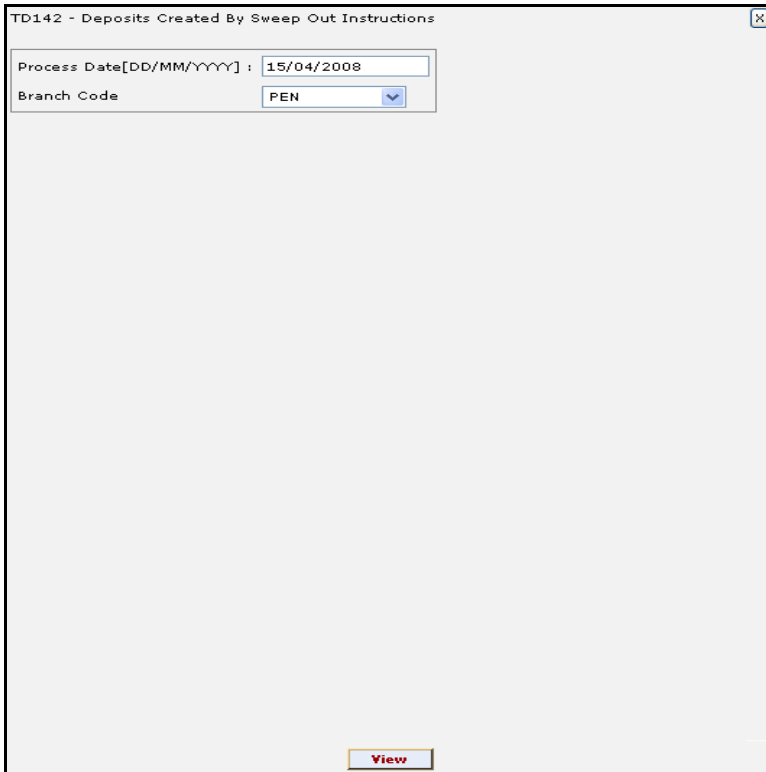 TD142 - Deposits Created By Sweep Out Instructions
X
Process Date[DD/MM/YYYY] : 15/04/2008
Branch Code PEN
View